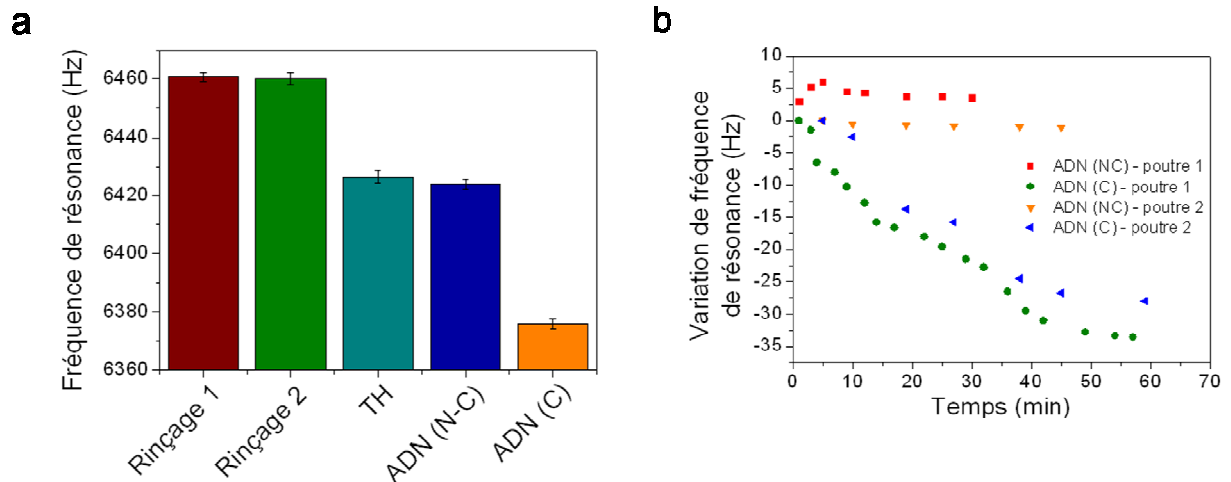 a
Fréquence de résonance (Hz)
6460
6440
6420
6400
6380
6360
Rinçage 1
Rinçage 2
TH
ADN (N-C)
ADN (C)
b
Variation de fréquence
de résonance (Hz)
10
5
0
-5
-10
-15
-20
-25
-30
-35
ADN (NC) - poutre 1
ADN (C) - poutre 1
ADN (NC) - poutre 2
ADN (C) - poutre 2
0 10 20 30 40 50 60 70
Temps (min)